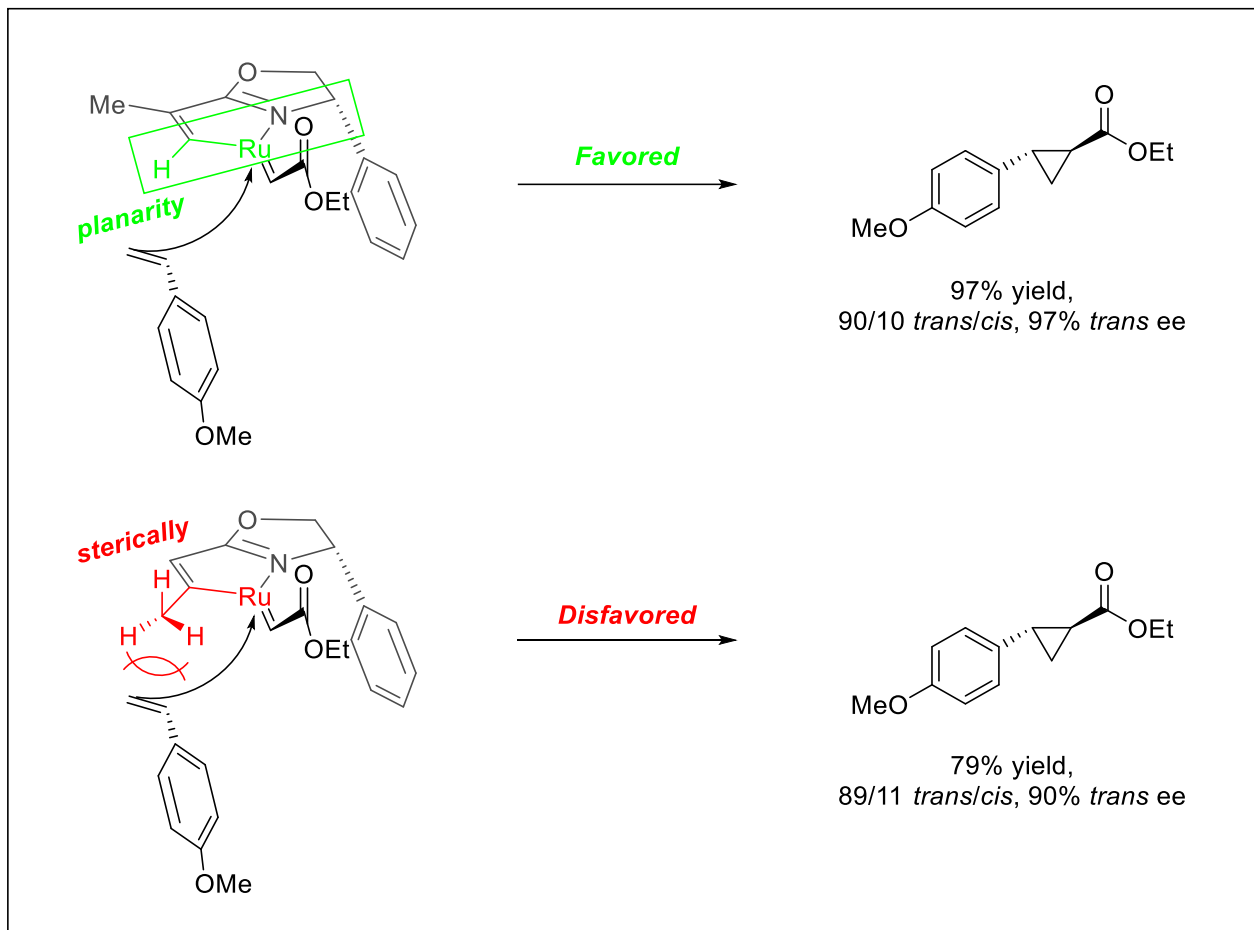 O
Me
N
O
Ru
H
OEt
planarity
OMe
Favored
O
OEt
MeO
97% yield,
90/10 trans/cis, 97% trans ee
sterically
O
N
O
H
Ru
H
H
OEt
OMe
Disfavored
O
OEt
MeO
79% yield,
89/11 trans/cis, 90% trans ee